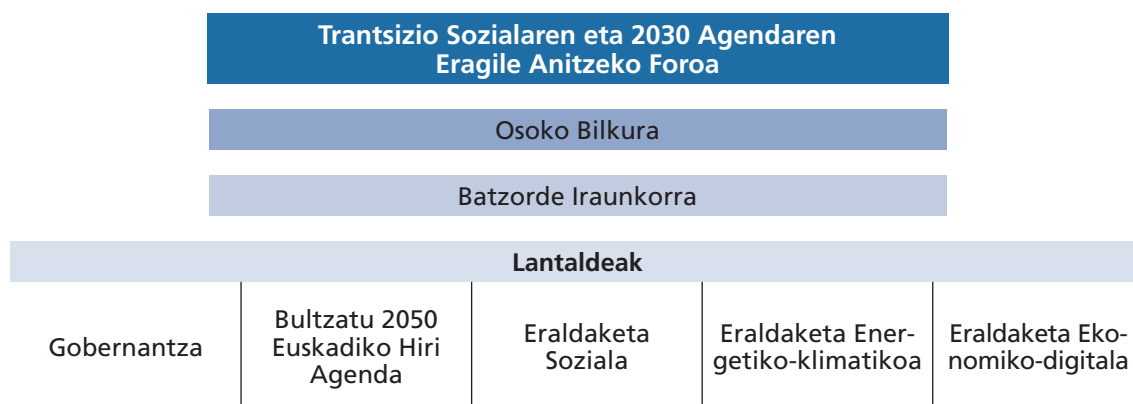 Trantsizio Sozialaren eta 2030 Agendaren
Eragile Anitzeko Foroa
Osoko Bilkura
Batzorde Iraunkorra
Lantaldeak
Gobernantza
Bultzatu 2050
Euskadiko Hiri
Agenda
Eraldaketa
Soziala
Eraldaketa Ener-
getiko-klimatikoa
Eraldaketa Eko-
nomiko-digitala